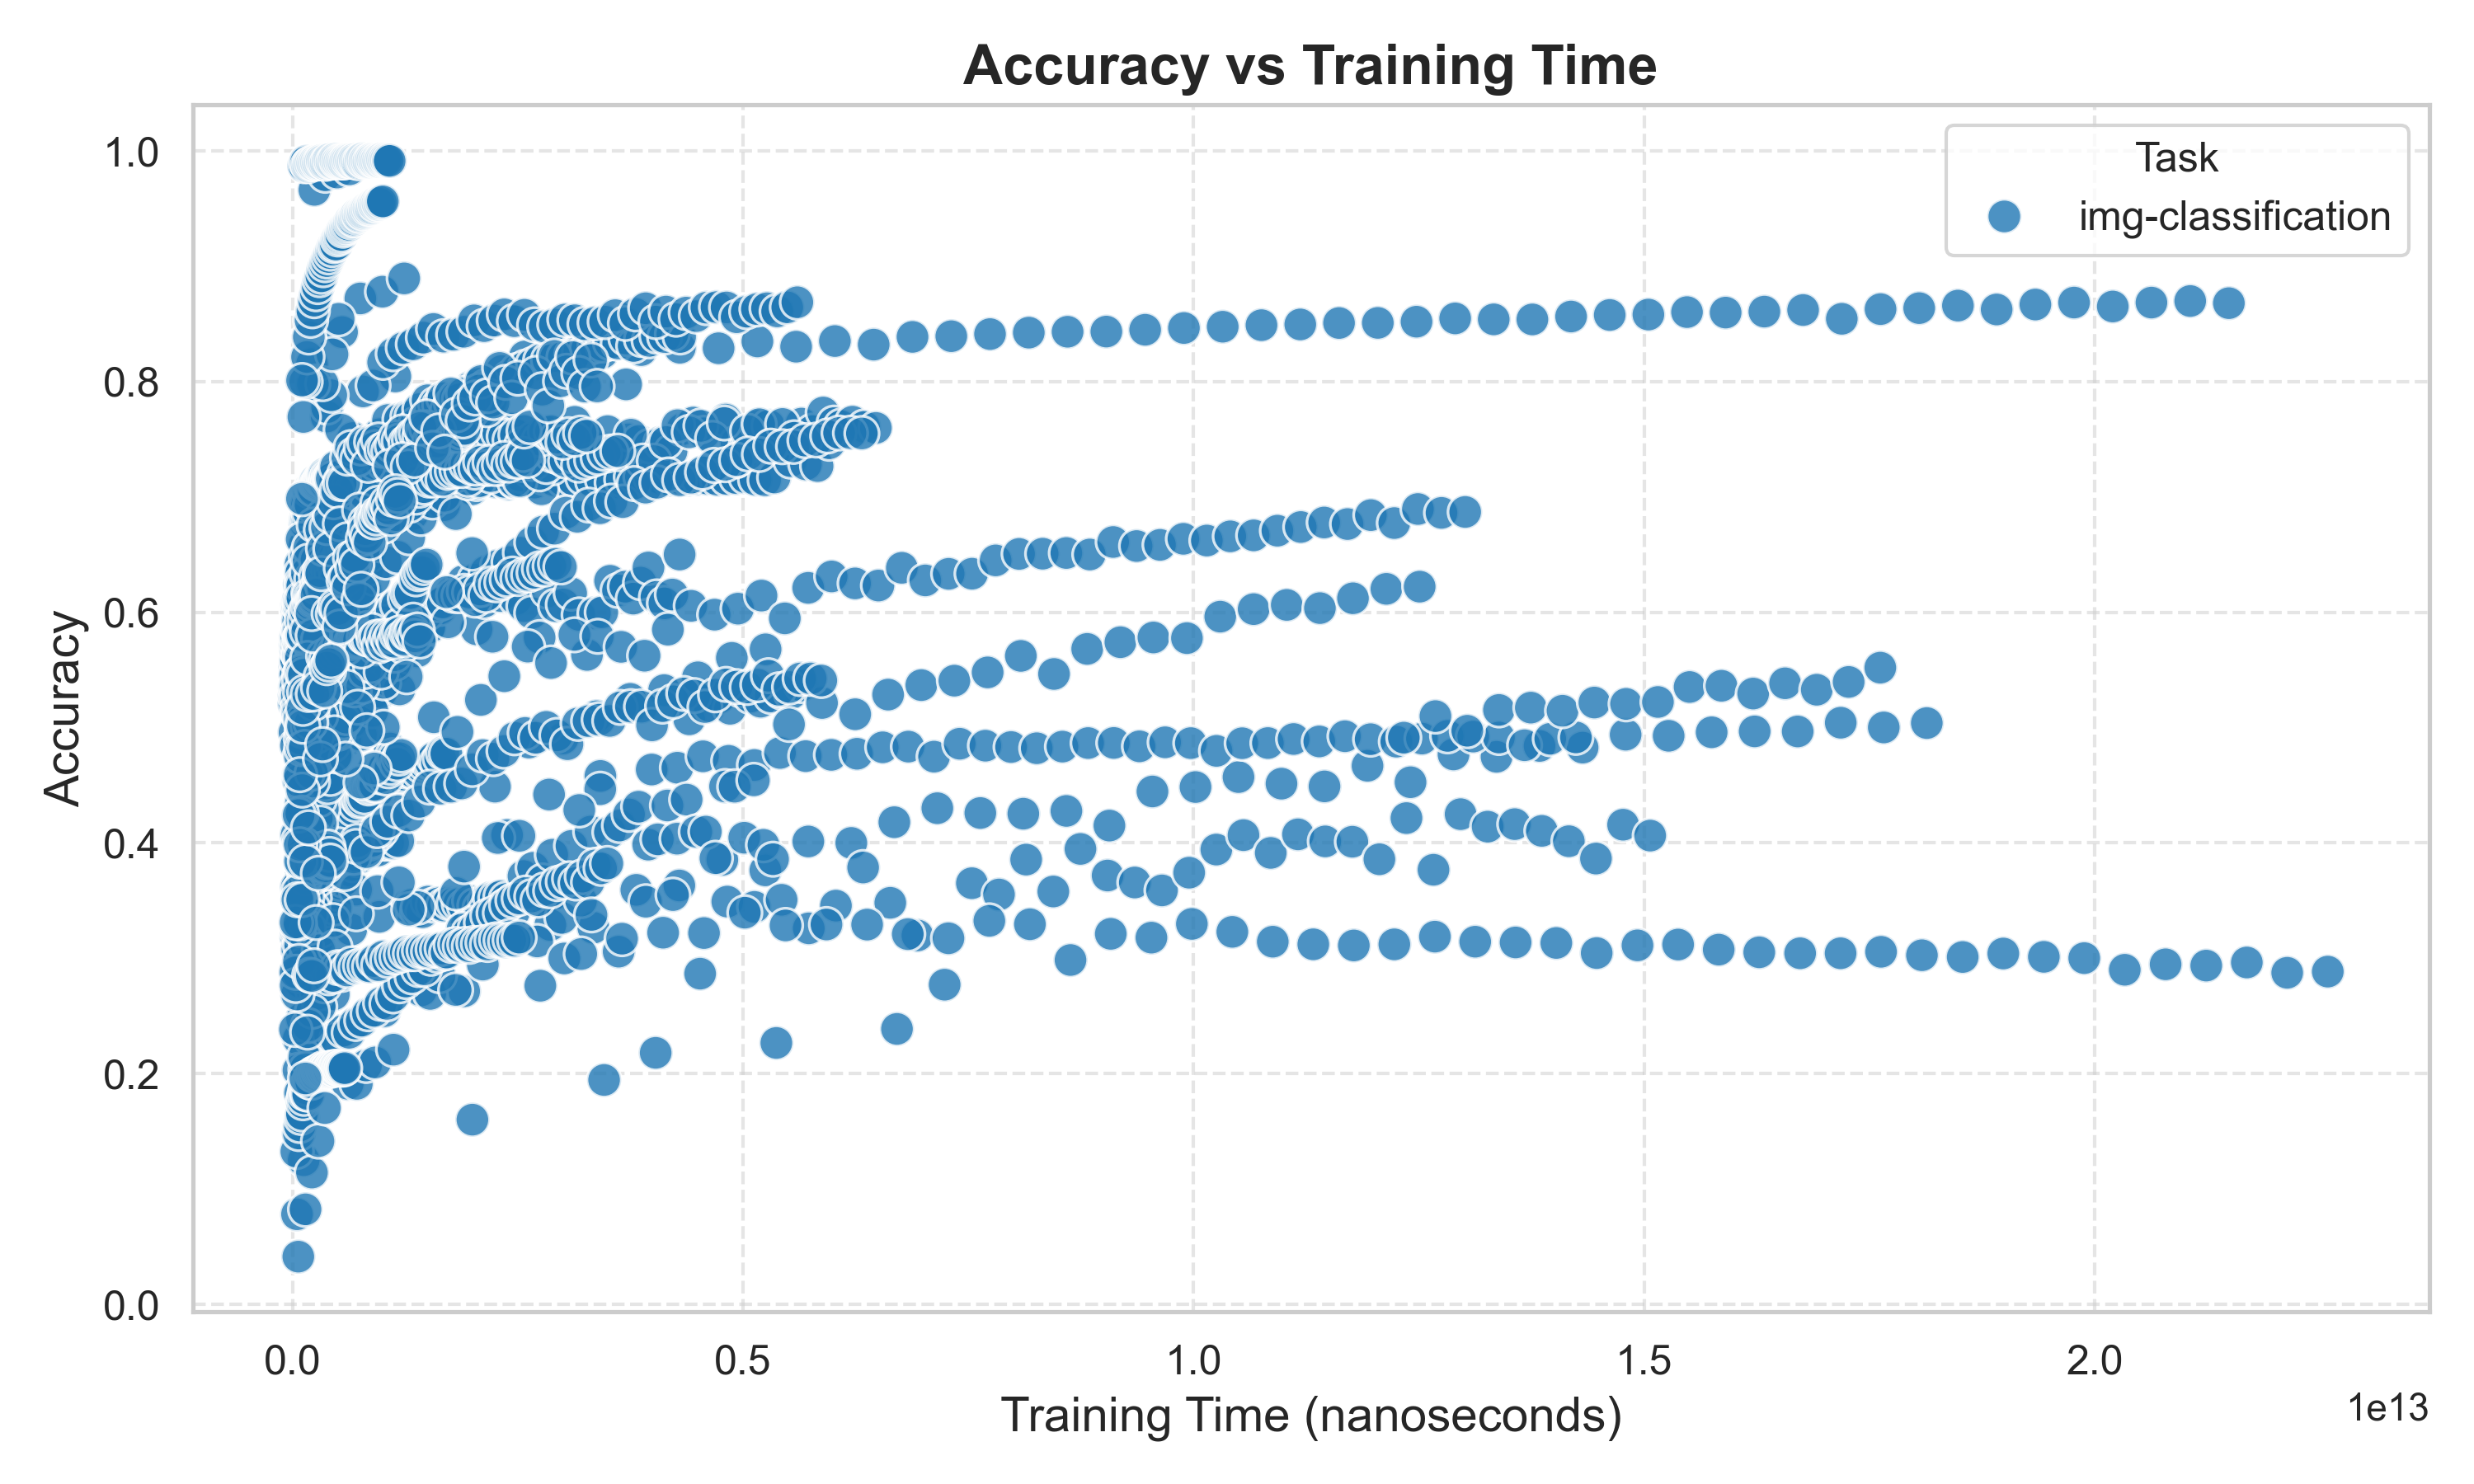 Accuracy vs Training Time
Task
img-classification
Accuracy
1.0
0.8
0.6
0.4
0.2
0.0
0.0 0.5 1.0 1.5 2.0
1e13
Training Time (nanoseconds)